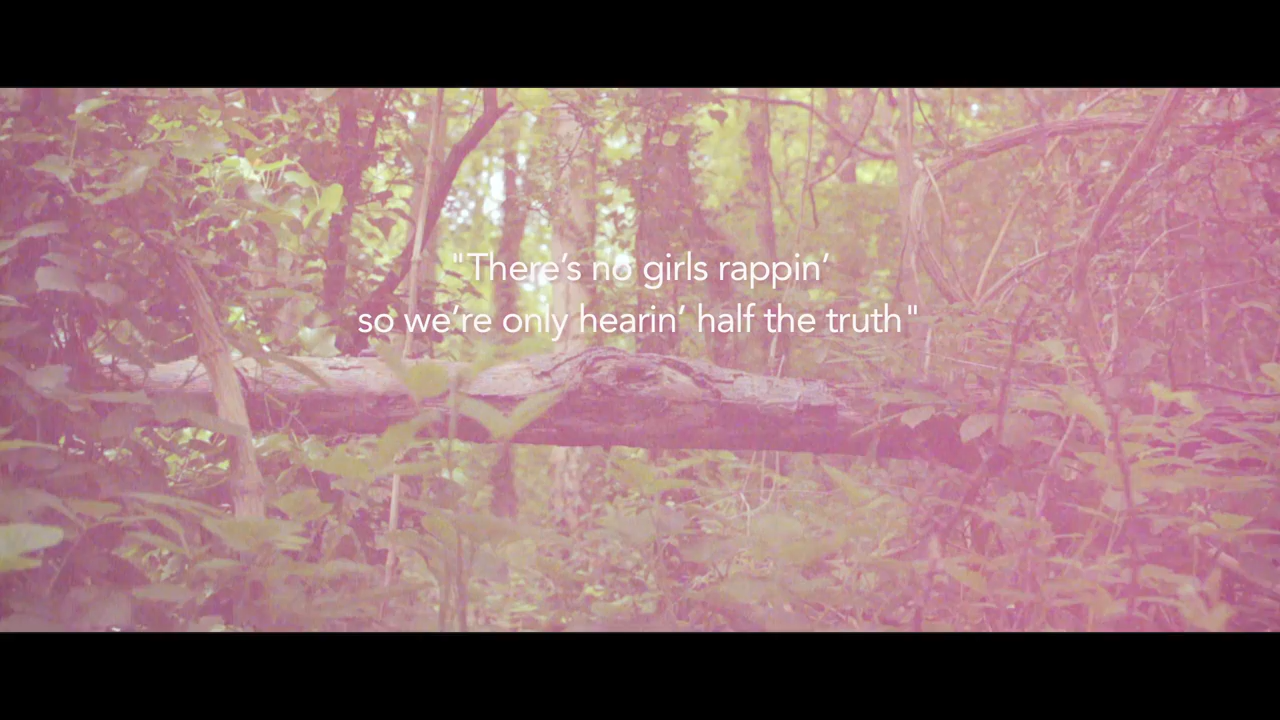 "There’s no girls rappin’
so we’re only hearin’ half the truth"